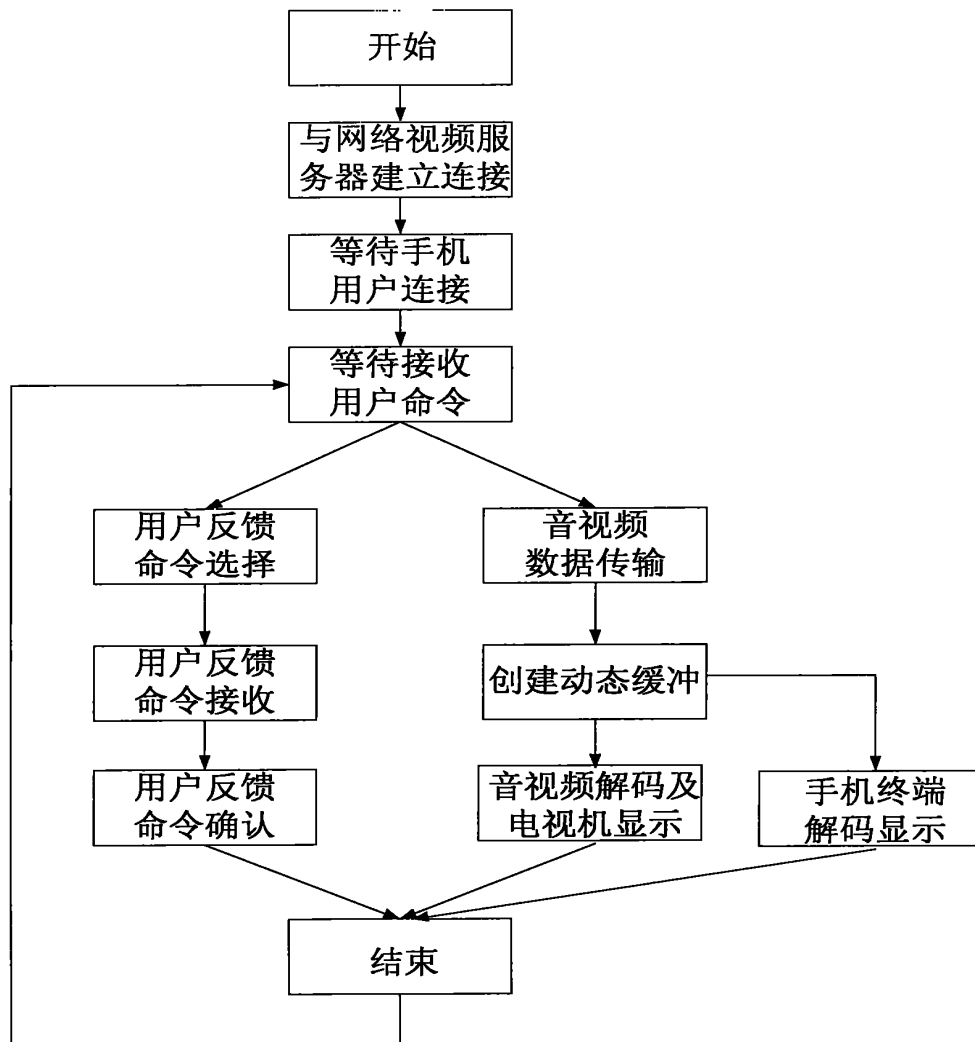 开始
与网络视频服
务器建立连接
等待手机
用户连接
等待接收
用户命令
用户反馈
命令选择
音视频
数据传输
用户反馈
命令接收
创建动态缓冲
用户反馈
命令确认
音视频解码及
电视机显示
手机终端
解码显示
结束